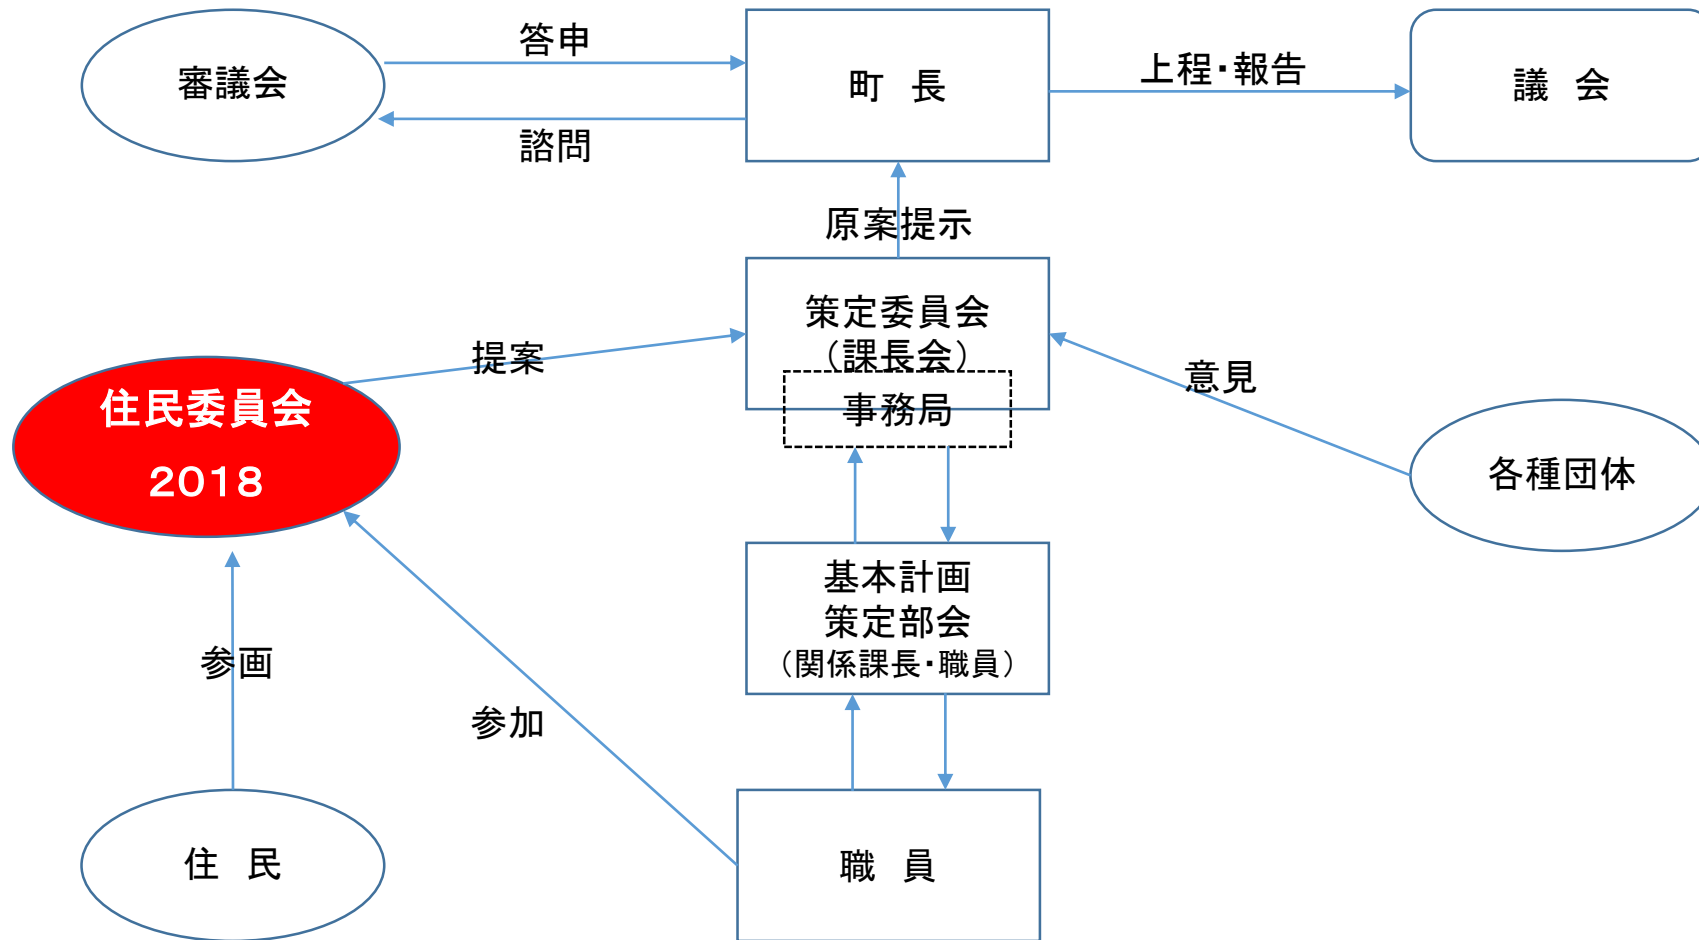 答申
審議会
町　長
上程・報告
議　会
諮問
原案提示
策定委員会
（課長会）
事務局
提案
意見
住民委員会
２０１８
各種団体
基本計画
策定部会
（関係課長・職員）
参画
参加
住　民
職　員